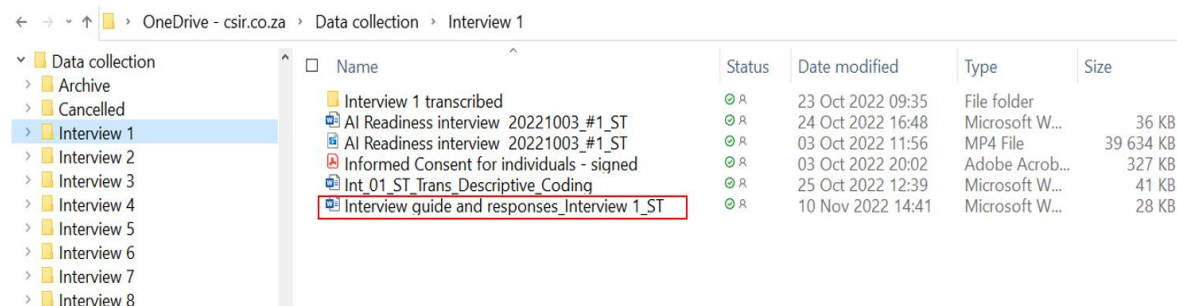 OneDrive - csir.co.za > Data collection > Interview 1
Data collection
Archive
Cancelled
Interview 1
Interview 2
Interview 3
Interview 4
Interview 5
Interview 6
Interview 7
Interview 8
Name Status Date modified Type Size
Interview 1 transcribed 23 Oct 2022 09:35 File folder
AI Readiness interview 20221003_#1_ST 24 Oct 2022 16:48 Microsoft W... 36 KB
AI Readiness interview 20221003_#1_ST 03 Oct 2022 11:56 MP4 File 39 634 KB
Informed Consent for individuals - signed 03 Oct 2022 20:02 Adobe Acrob... 327 KB
Int_01_ST_Trans_Descriptive_Coding 25 Oct 2022 12:39 Microsoft W... 41 KB
Interview guide and responses_Interview 1_ST 10 Nov 2022 14:41 Microsoft W... 28 KB